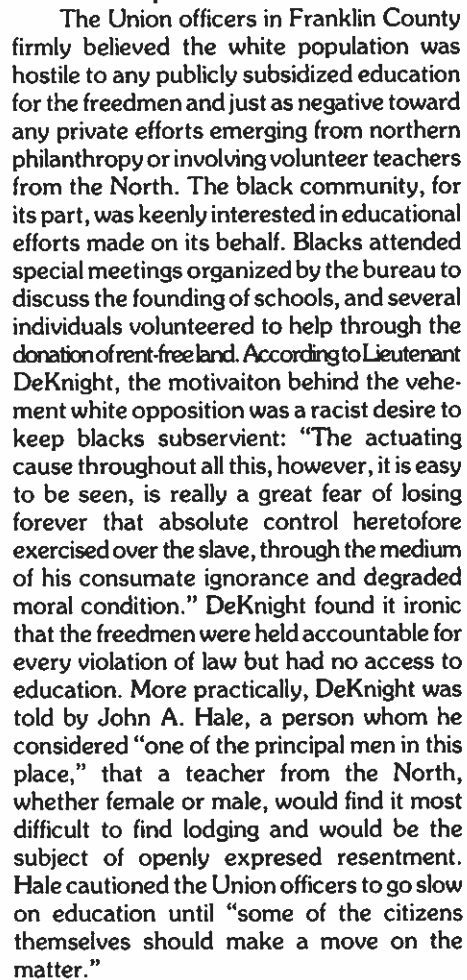 The Union officers in Franklin County
firmly believed the white population was
hostile to any publicly subsidized education
for the freedmen and just as negative toward
any private efforts emerging from northern
philanthropy or involving volunteer teachers
from the North. The black community, for
its part, was keenly interested in educational
efforts made on its behalf. Blacks attended
special meetings organized by the bureau to
discuss the founding of schools, and several
individuals volunteered to help through the
donation of rent-free land. According to Lieutenant
DeKnight, the motivaiton behind the vehe-
ment white opposition was a racist desire to
keep blacks subservient: “The actuating
cause throughout all this, however, it is easy
to be seen, is really a great fear of losing
forever that absolute control heretofore
exercised over the slave, through the medium
of his consumate ignorance and degraded
moral condition.” DeKnight found it ironic
that the freedmen were held accountable for
every violation of law but had no access to
education. More practically, DeKnight was
told by John A. Hale, a person whom he
considered “one of the principal men in this
place,” that a teacher from the North,
whether female or male, would find it most
difficult to find lodging and would be the
subject of openly expresed resentment.
Hale cautioned the Union officers to go slow
on education until “some of the citizens
themselves should make a move on the
matter.”